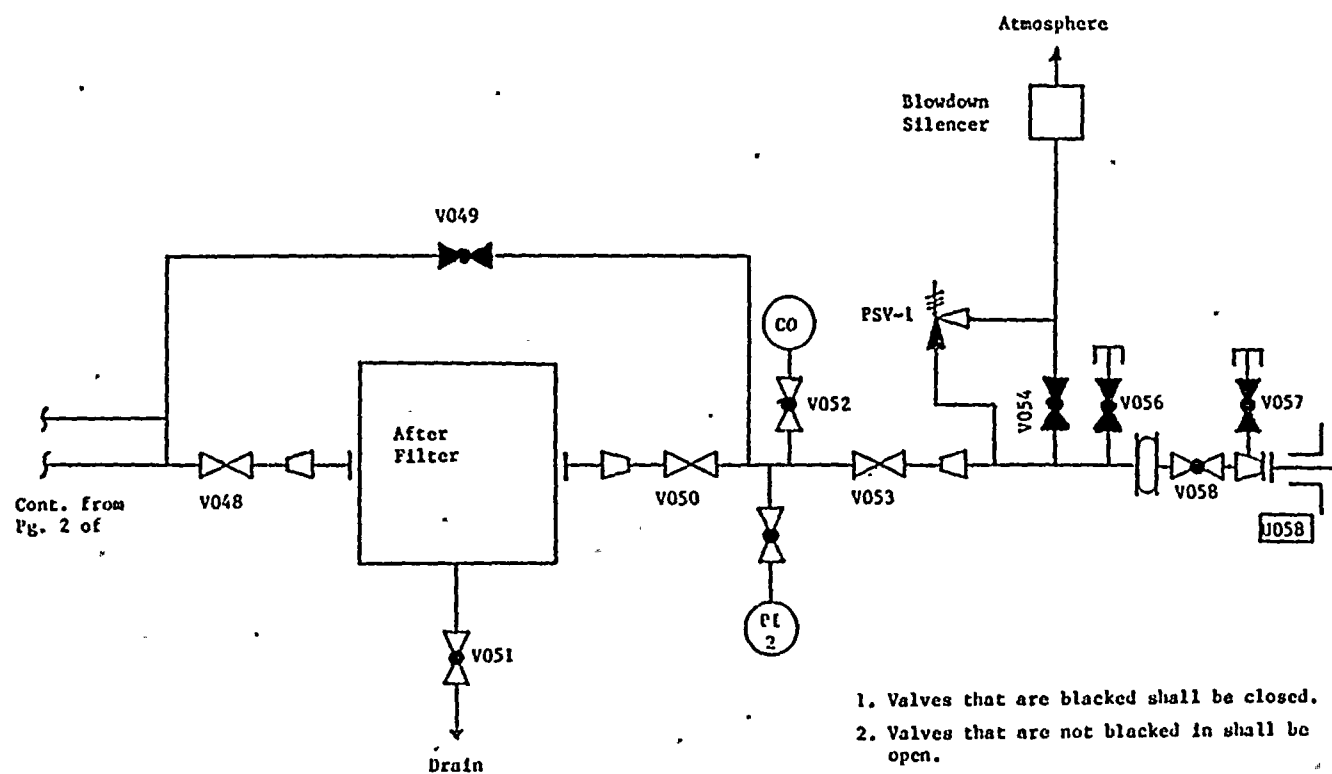 Atmosphere
Blowdown
Silencer
V049
CO
PSV-1
V052
V054
V056
V057
After
Filter
V048
V050
V053
V058
Cont. from
Pg. 2 of
U058
PI
2
V051
Drain
1. Valves that are blacked shall be closed.
2. Valves that are not blacked in shall be
open.